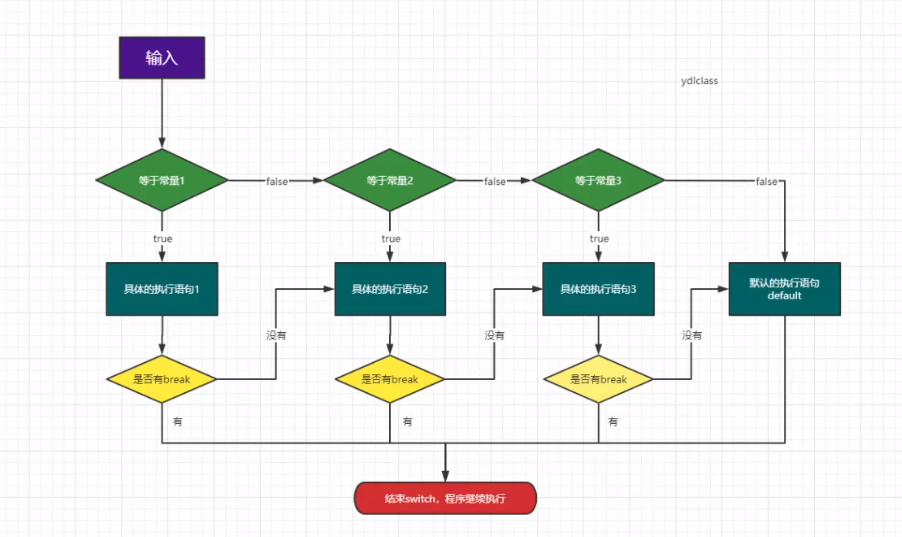 输入
ydlclass
等于常量1
false
等于常量2
false
等于常量3
false
true
true
true
具体的执行语句1
具体的执行语句2
具体的执行语句3
默认的执行语句
default
没有
没有
没有
是否有break
是否有break
是否有break
有
有
有
结束switch，程序继续执行